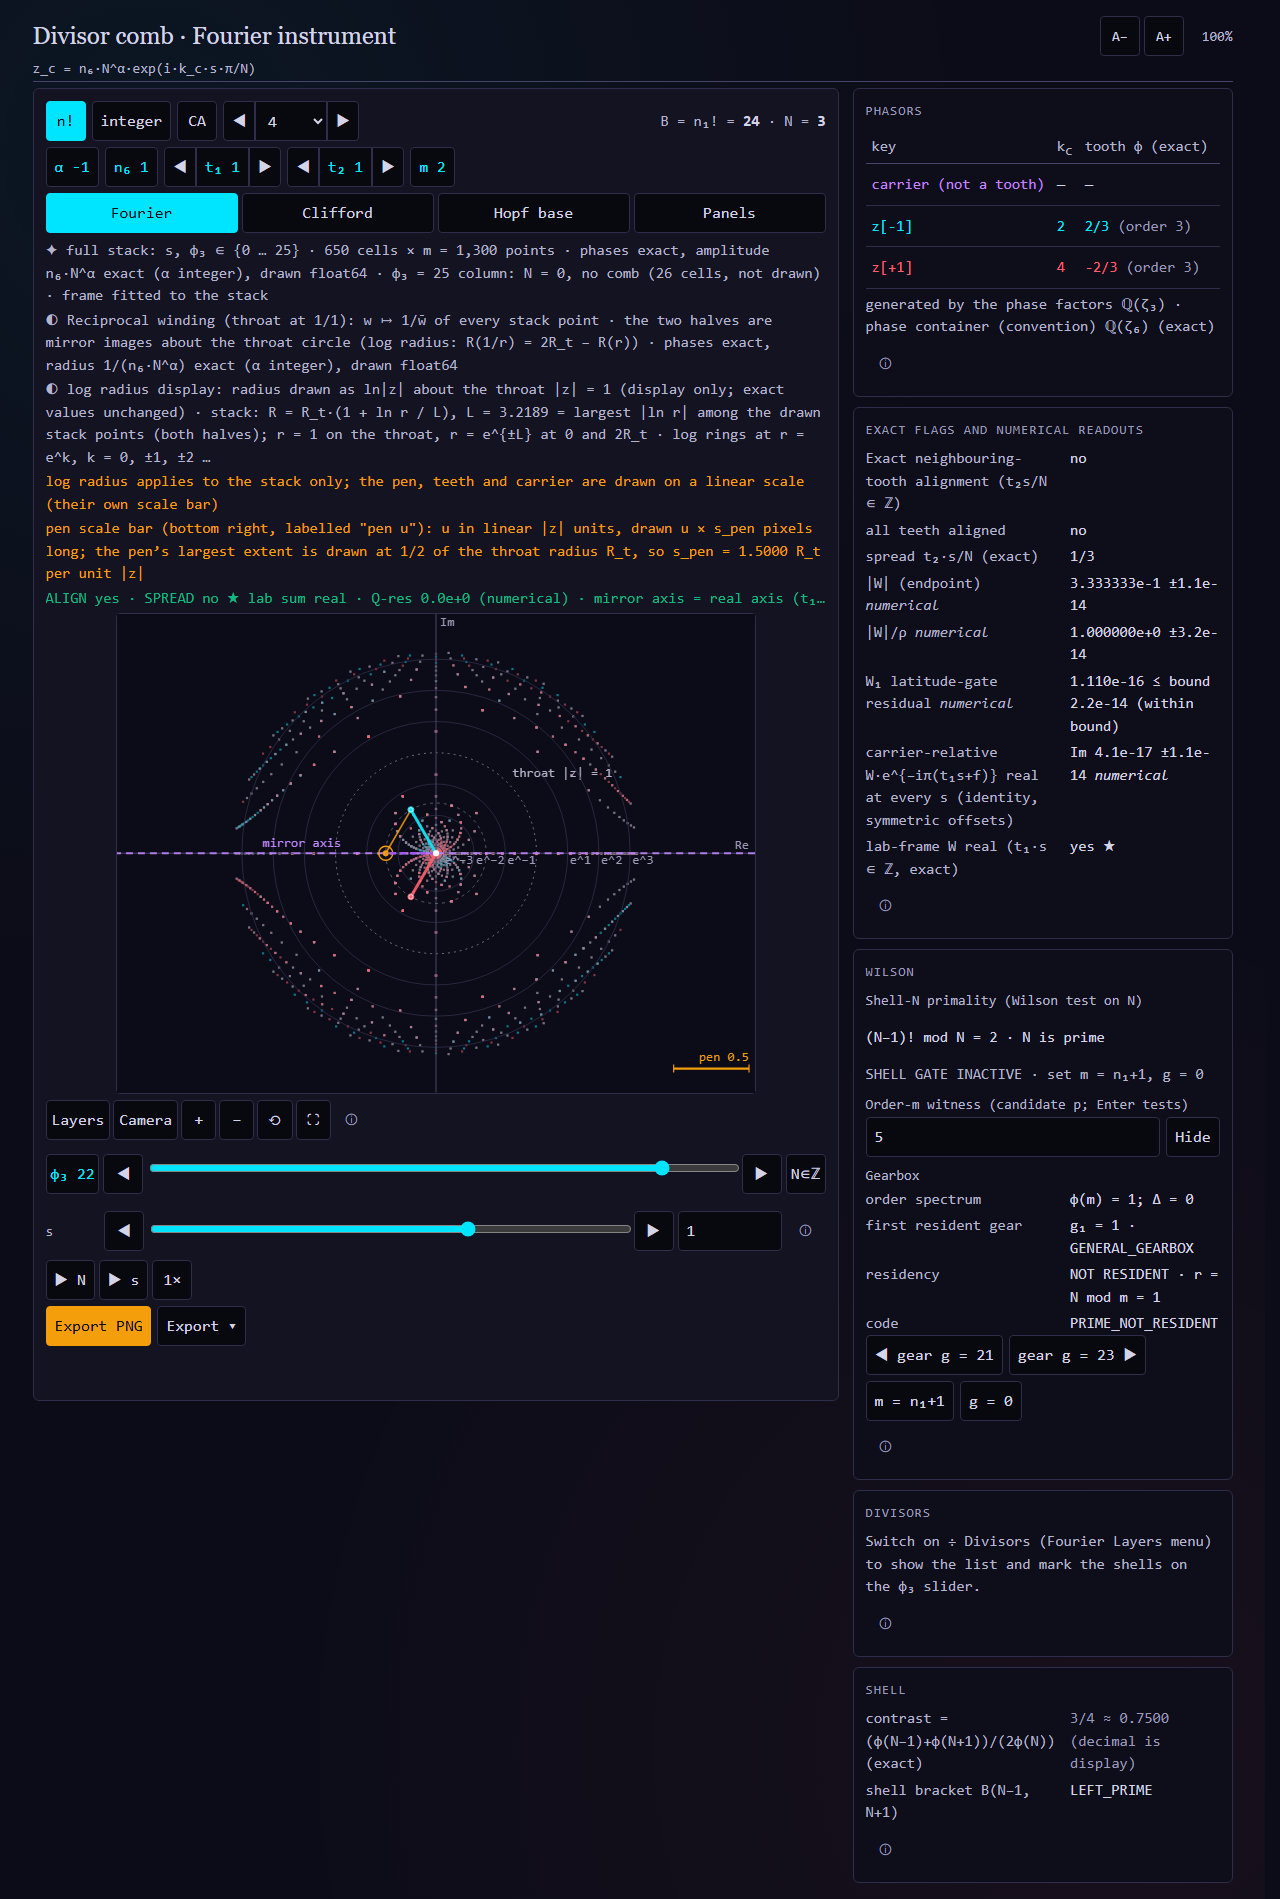 Divisor comb · Fourier instrument
A− A+ 100%
z_c = n₆·N^α·exp(i·k_c·s·π/N)
n! integer CA ◀ 4 ▶ B = n₁! = 24 · N = 3
α -1 n₆ 1 ◀ t₁ 1 ▶ ◀ t₂ 1 ▶ m 2
Fourier Clifford Hopf base Panels
✦ full stack: s, ϕ₃ ∈ {0 … 25} · 650 cells × m = 1,300 points · phases exact, amplitude
n₆·N^α exact (α integer), drawn float64 · ϕ₃ = 25 column: N = 0, no comb (26 cells, not drawn)
· frame fitted to the stack
◐ Reciprocal winding (throat at 1/1): w ↦ 1/w̄ of every stack point · the two halves are
mirror images about the throat circle (log radius: R(1/r) = 2R_t − R(r)) · phases exact,
radius 1/(n₆·N^α) exact (α integer), drawn float64
◐ log radius display: radius drawn as ln|z| about the throat |z| = 1 (display only; exact
values unchanged) · stack: R = R_t·(1 + ln r / L), L = 3.2189 = largest |ln r| among the drawn
stack points (both halves); r = 1 on the throat, r = e^{±L} at 0 and 2R_t · log rings at r =
e^k, k = 0, ±1, ±2 …
log radius applies to the stack only; the pen, teeth and carrier are drawn on a linear scale
(their own scale bar)
pen scale bar (bottom right, labelled "pen u"): u in linear |z| units, drawn u × s_pen pixels
long; the pen’s largest extent is drawn at 1/2 of the throat radius R_t, so s_pen = 1.5000 R_t
per unit |z|
ALIGN yes · SPREAD no ★ lab sum real · Q-res 0.0e+0 (numerical) · mirror axis = real axis (t₁…
Im
throat |z| = 1
mirror axis
Re
e^−3 e^−2 e^−1 e^1 e^2 e^3
pen 0.5
Layers Camera + − ⟲ ⛶ ⓘ
ϕ₃ 22 ◀ ▶ N∈ℤ
s ◀ ▶ 1 ⓘ
▶ N ▶ s 1×
Export PNG Export ▾
PHASORS
key k_C tooth ϕ (exact)
carrier (not a tooth) — —
z[-1] 2 2/3 (order 3)
z[+1] 4 -2/3 (order 3)
generated by the phase factors ℚ(ζ₃) ·
phase container (convention) ℚ(ζ₆) (exact)
ⓘ
EXACT FLAGS AND NUMERICAL READOUTS
Exact neighbouring- no
tooth alignment (t₂s/N
∈ ℤ)
all teeth aligned no
spread t₂·s/N (exact) 1/3
|W| (endpoint) 3.333333e-1 ±1.1e-
numerical 14
|W|/ρ numerical 1.000000e+0 ±3.2e-
14
W₁ latitude-gate 1.110e-16 ≤ bound
residual numerical 2.2e-14 (within
bound)
carrier-relative Im 4.1e-17 ±1.1e-
W·e^{−iπ(t₁s+f)} real 14 numerical
at every s (identity,
symmetric offsets)
lab-frame W real (t₁·s yes ★
∈ ℤ, exact)
ⓘ
WILSON
Shell-N primality (Wilson test on N)
(N−1)! mod N = 2 · N is prime
SHELL GATE INACTIVE · set m = n₁+1, g = 0
Order-m witness (candidate p; Enter tests)
5 Hide
Gearbox
order spectrum ϕ(m) = 1; Δ = 0
first resident gear g₁ = 1 ·
GENERAL_GEARBOX
residency NOT RESIDENT · r =
N mod m = 1
code PRIME_NOT_RESIDENT
◀ gear g = 21 gear g = 23 ▶
m = n₁+1 g = 0
ⓘ
DIVISORS
Switch on ÷ Divisors (Fourier Layers menu)
to show the list and mark the shells on
the ϕ₃ slider.
ⓘ
SHELL
contrast = 3/4 ≈ 0.7500
(ϕ(N−1)+ϕ(N+1))/(2ϕ(N)) (decimal is
(exact) display)
shell bracket B(N−1, LEFT_PRIME
N+1)
ⓘ